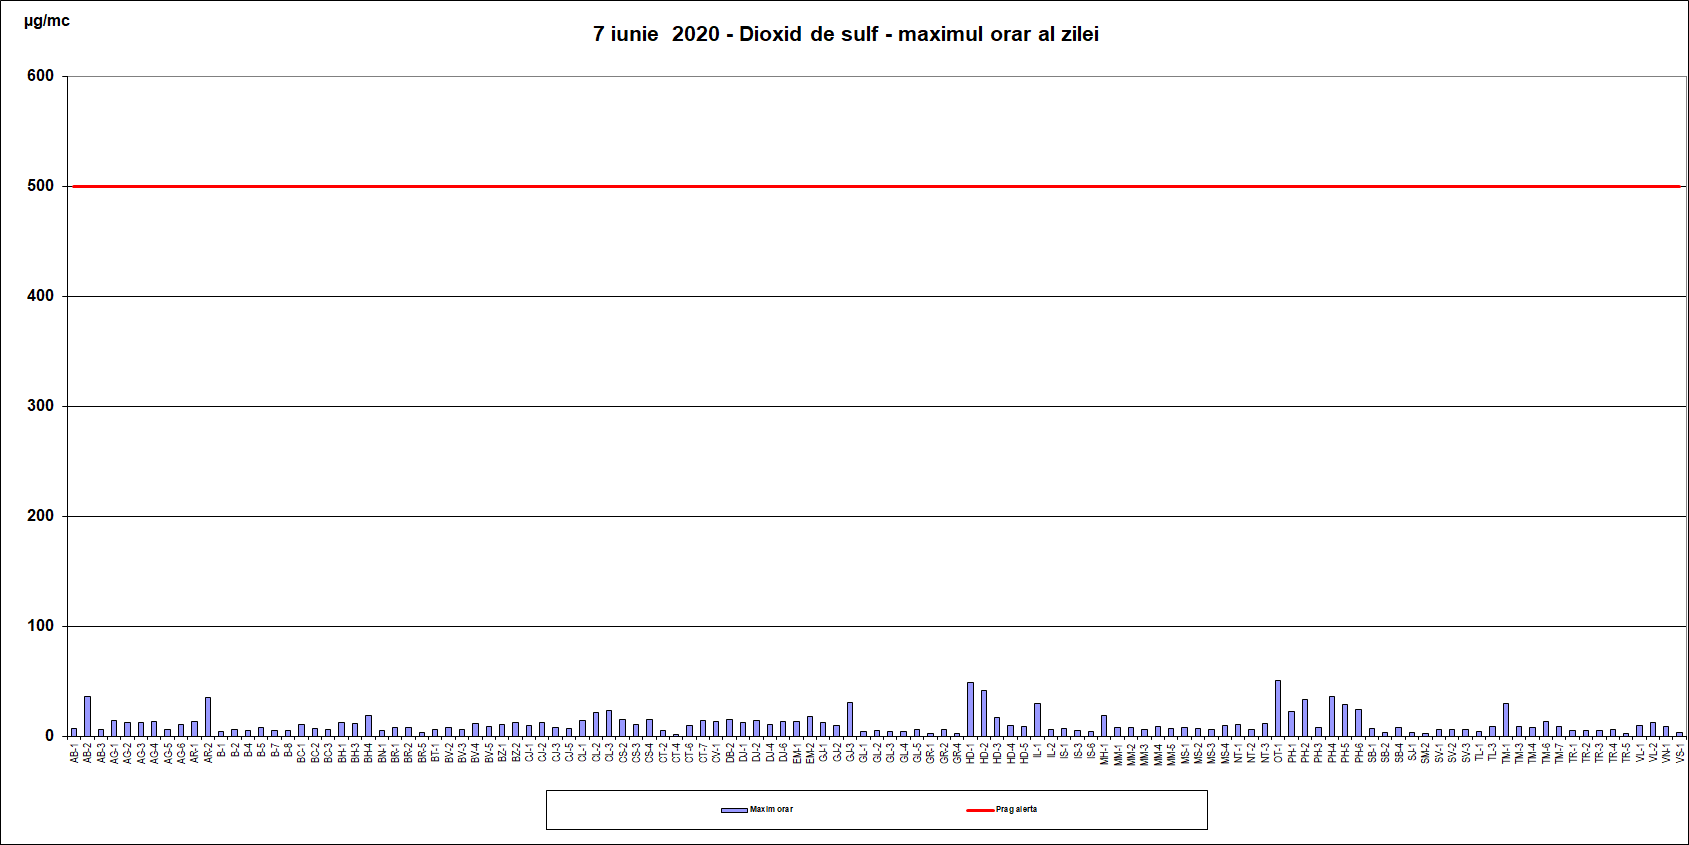 µg/mc
7 iunie 2020 - Dioxid de sulf - maximul orar al zilei
600
500
400
300
200
100
0
AB-1 AB-2 AB-3 AG-1 AG-2 AG-3 AG-4 AG-5 AG-6 AR-1 AR-2 B-1 B-2 B-4 B-5 B-7 B-8 BC-1 BC-2 BC-3 BH-1 BH-3 BH-4 BN-1 BR-1 BR-2 BR-5 BT-1 BV-2 BV-3 BV-4 BV-5 BZ-1 BZ-2 CJ-1 CJ-2 CJ-3 CJ-5 CL-1 CL-2 CL-3 CS-2 CS-3 CS-4 CT-2 CT-4 CT-6 CT-7 CV-1 DB-2 DJ-1 DJ-2 DJ-4 DJ-6 EM-1 EM-2 GJ-1 GJ-2 GJ-3 GL-1 GL-2 GL-3 GL-4 GL-5 GR-1 GR-2 GR-4 HD-1 HD-2 HD-3 HD-4 HD-5 IL-1 IL-2 IS-1 IS-3 IS-5 IS-6 MH-1 MM-1 MM-2 MM-3 MM-4 MM-5 MS-1 MS-2 MS-3 MS-4 NT-1 NT-2 NT-3 OT-1 PH-1 PH-2 PH-3 PH-4 PH-5 PH-6 SB-1 SB-2 SB-4 SJ-1 SM-2 SV-1 SV-2 SV-3 TL-1 TL-3 TM-1 TM-3 TM-4 TM-6 TM-7 TR-1 TR-2 TR-3 TR-4 TR-5 VL-1 VL-2 VN-1 VS-1
Maxim orar Prag alerta